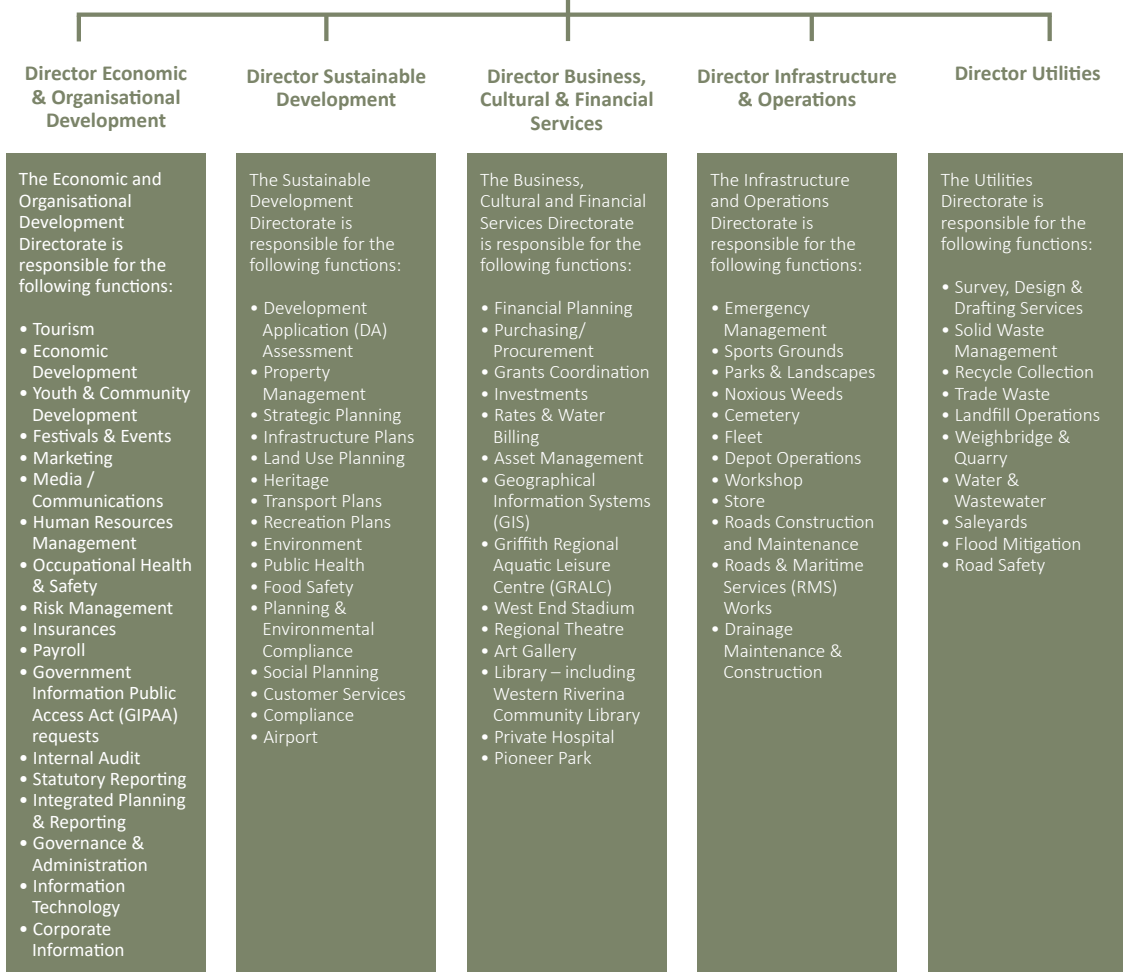 Director Economic
& Organisational
Development
The Economic and
Organisational
Development
Directorate is
responsible for the
following functions:
• Tourism
• Economic
Development
• Youth & Community
Development
• Festivals & Events
• Marketing
• Media /
Communications
• Human Resources
Management
• Occupational Health
& Safety
• Risk Management
• Insurances
• Payroll
• Government
Information Public
Access Act (GIPAA)
requests
• Internal Audit
• Statutory Reporting
• Integrated Planning
& Reporting
• Governance &
Administration
• Information
Technology
• Corporate
Information
Director Sustainable
Development
The Sustainable
Development
Directorate is
responsible for the
following functions:
• Development
Application (DA)
Assessment
• Property
Management
• Strategic Planning
• Infrastructure Plans
• Land Use Planning
• Heritage
• Transport Plans
• Recreation Plans
• Environment
• Public Health
• Food Safety
• Planning &
Environmental
Compliance
• Social Planning
• Customer Services
• Compliance
• Airport
Director Business,
Cultural & Financial
Services
The Business,
Cultural and Financial
Services Directorate
is responsible for the
following functions:
• Financial Planning
• Purchasing/
Procurement
• Grants Coordination
• Investments
• Rates & Water
Billing
• Asset Management
• Geographical
Information Systems
(GIS)
• Griffith Regional
Aquatic Leisure
Centre (GRALC)
• West End Stadium
• Regional Theatre
• Art Gallery
• Library – including
Western Riverina
Community Library
• Private Hospital
• Pioneer Park
Director Infrastructure
& Operations
The Infrastructure
and Operations
Directorate is
responsible for the
following functions:
• Emergency
Management
• Sports Grounds
• Parks & Landscapes
• Noxious Weeds
• Cemetery
• Fleet
• Depot Operations
• Workshop
• Store
• Roads Construction
and Maintenance
• Roads & Maritime
Services (RMS)
Works
• Drainage
Maintenance &
Construction
Director Utilities
The Utilities
Directorate is
responsible for the
following functions:
• Survey, Design &
Drafting Services
• Solid Waste
Management
• Recycle Collection
• Trade Waste
• Landfill Operations
• Weighbridge &
Quarry
• Water &
Wastewater
• Saleyards
• Flood Mitigation
• Road Safety